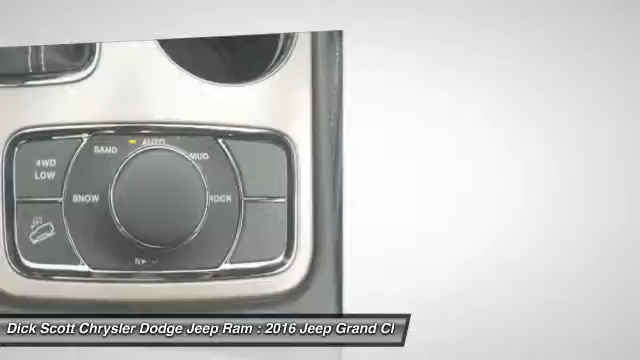 SAND AUTO MUD
4WD
LOW
SNOW ROCK
Dick Scott Chrysler Dodge Jeep Ram : 2016 Jeep Grand Cl